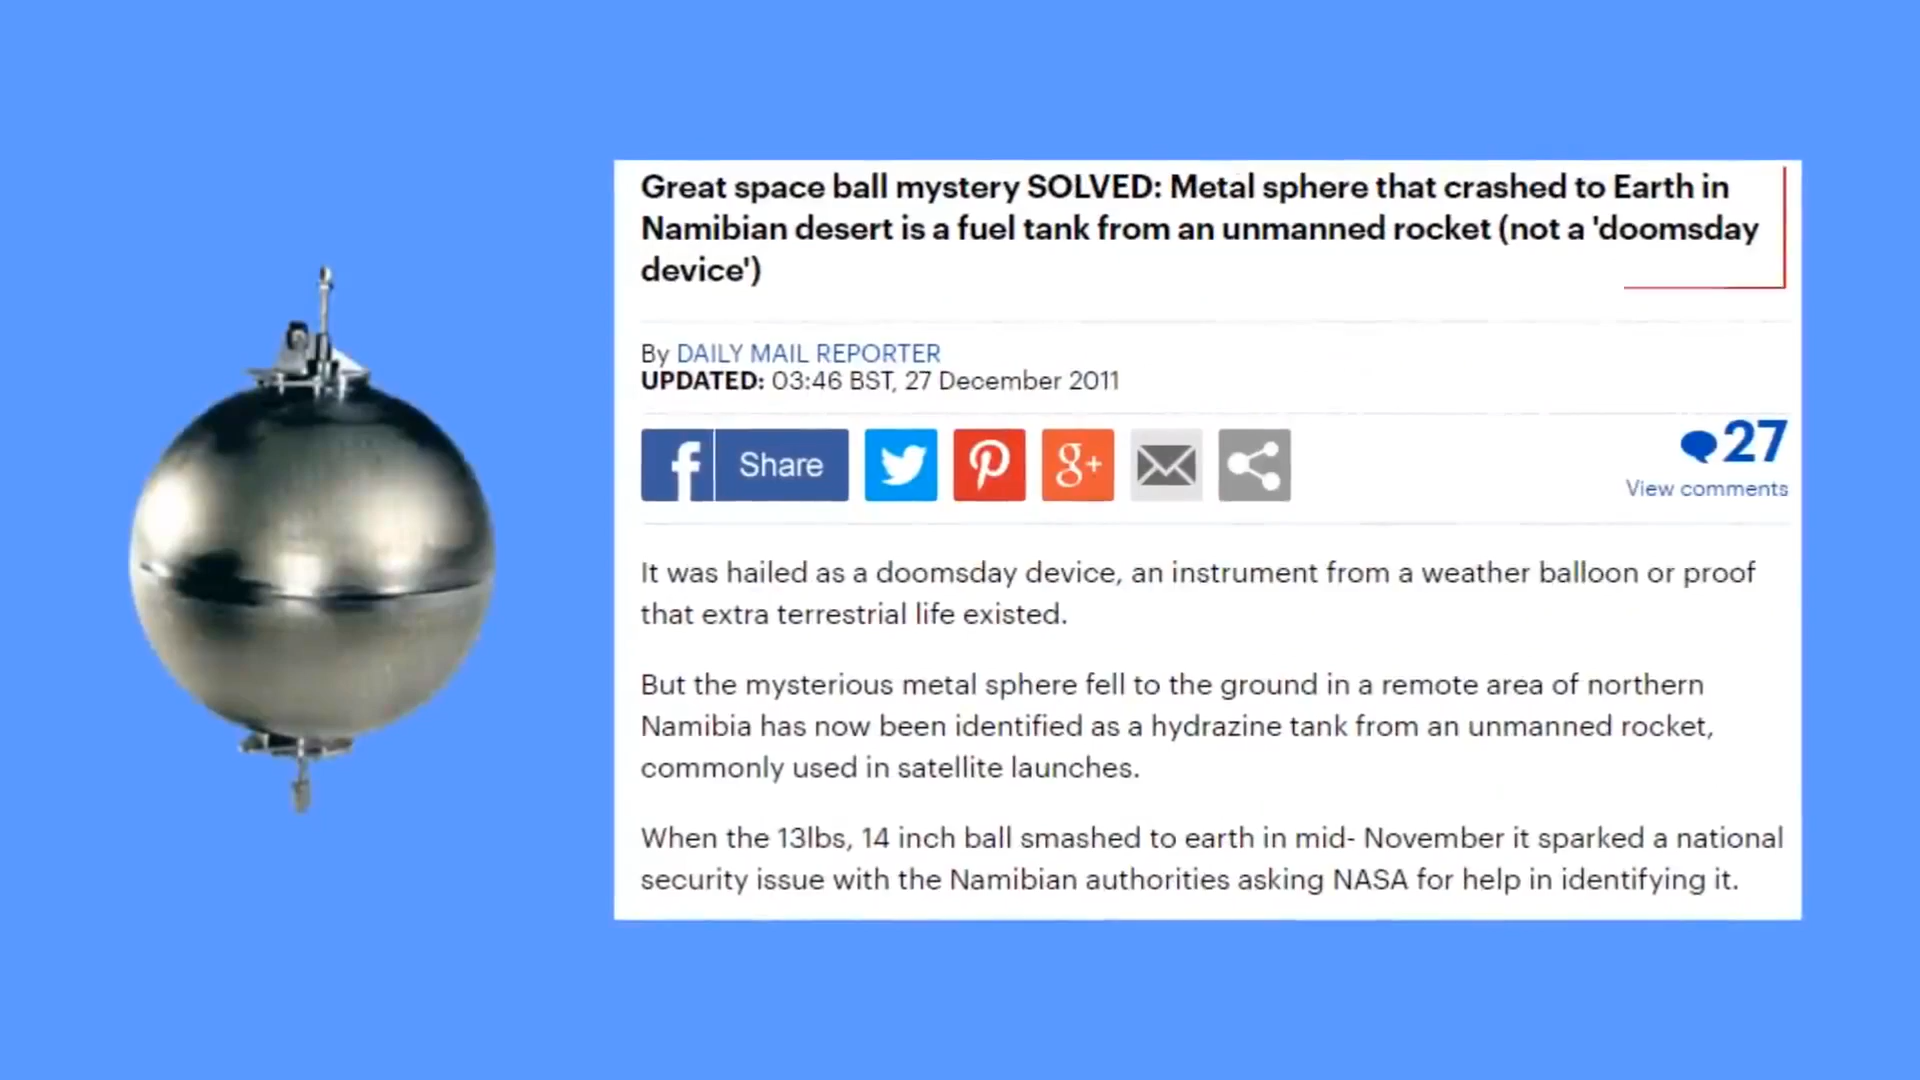 Great space ball mystery SOLVED: Metal sphere that crashed to Earth in
Namibian desert is a fuel tank from an unmanned rocket (not a 'doomsday
device')
By DAILY MAIL REPORTER
UPDATED: 03:46 BST, 27 December 2011
f Share
g+
27
View comments
It was hailed as a doomsday device, an instrument from a weather balloon or proof
that extra terrestrial life existed.
But the mysterious metal sphere fell to the ground in a remote area of northern
Namibia has now been identified as a hydrazine tank from an unmanned rocket,
commonly used in satellite launches.
When the 13lbs, 14 inch ball smashed to earth in mid- November it sparked a national
security issue with the Namibian authorities asking NASA for help in identifying it.